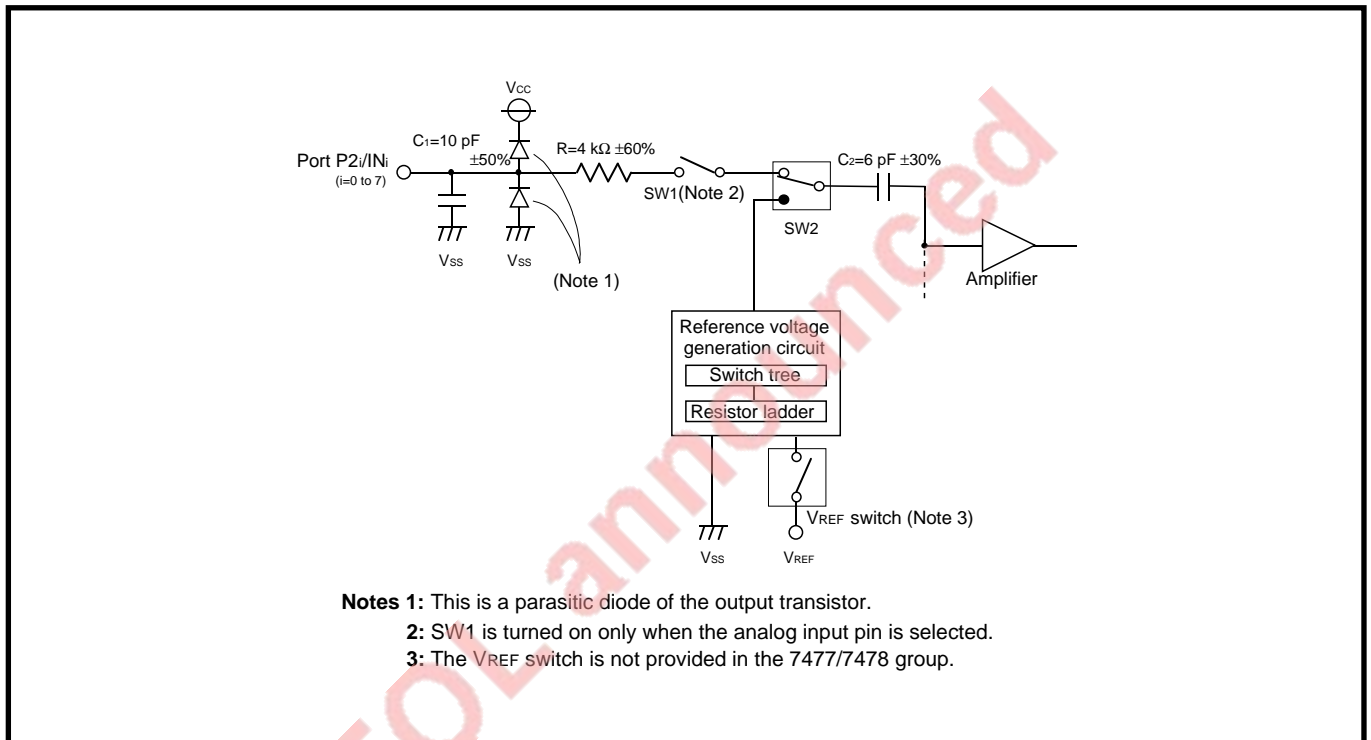 Vcc
C1=10 pF
±50%
R=4 kΩ ±60%
C2=6 pF ±30%
Port P2i/INi
(i=0 to 7)
SW1(Note 2)
SW2
Vss
Vss
(Note 1)
Amplifier
Reference voltage
generation circuit
Switch tree
Resistor ladder
VREF switch (Note 3)
Vss
VREF
Notes 1: This is a parasitic diode of the output transistor.
2: SW1 is turned on only when the analog input pin is selected.
3: The VREF switch is not provided in the 7477/7478 group.
EOL announced